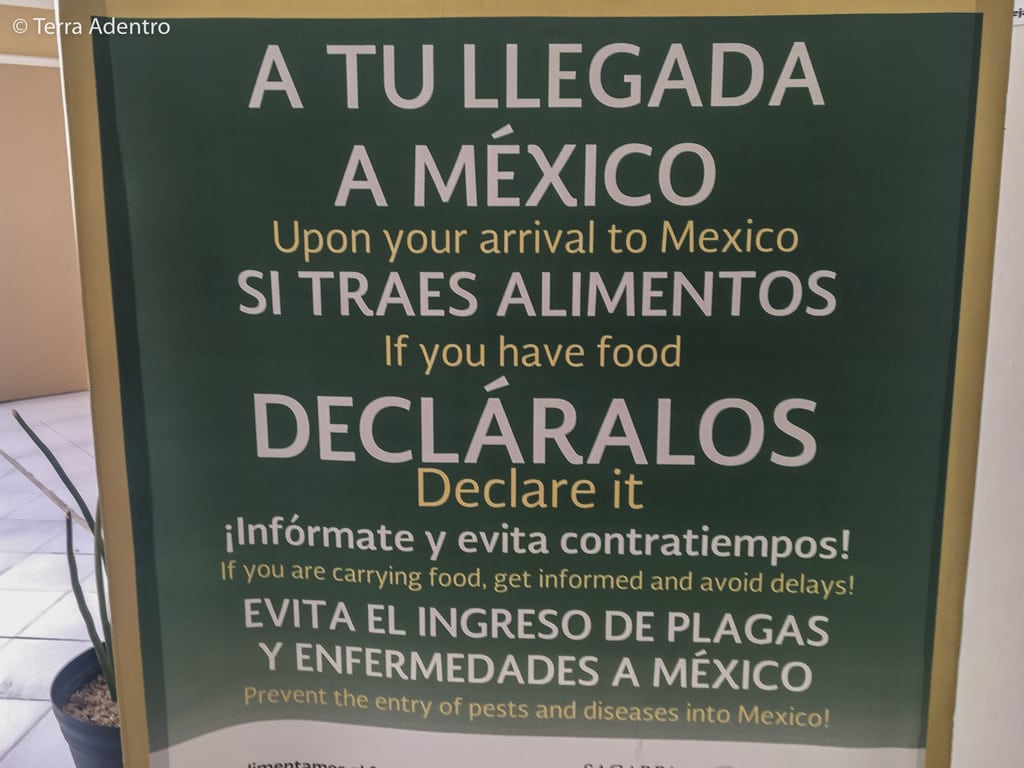 © Terra Adentro
A TU LLEGADA
A MÉXICO
Upon your arrival to Mexico
SI TRAES ALIMENTOS
If you have food
DECLÁRALOS
Declare it
¡Infórmate y evita contratiempos!
If you are carrying food, get informed and avoid delays!
EVITA EL INGRESO DE PLAGAS
Y ENFERMEDADES A MÉXICO
Prevent the entry of pests and diseases into Mexico!